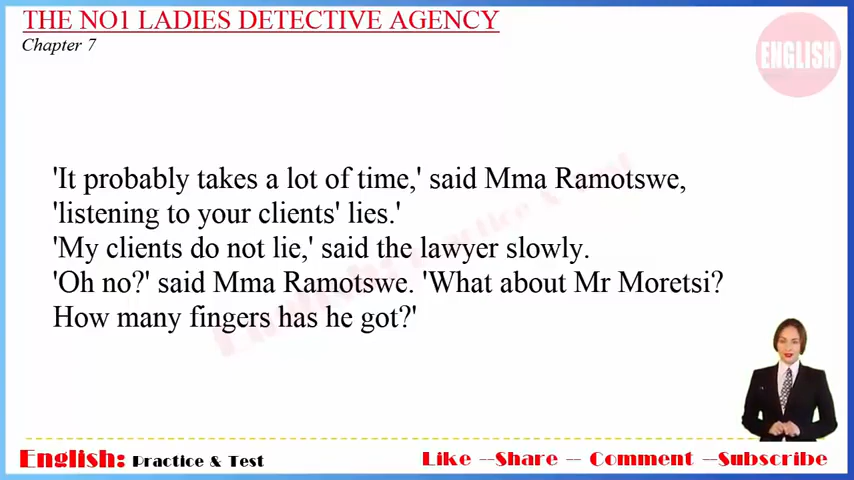 THE NO1 LADIES DETECTIVE AGENCY
Chapter 7
ENGLISH
'It probably takes a lot of time,' said Mma Ramotswe,
'listening to your clients' lies.'
'My clients do not lie,' said the lawyer slowly.
'Oh no?' said Mma Ramotswe. 'What about Mr Moretsi?
How many fingers has he got?'
English: Practice & Test
Like --Share -- Comment --Subscribe